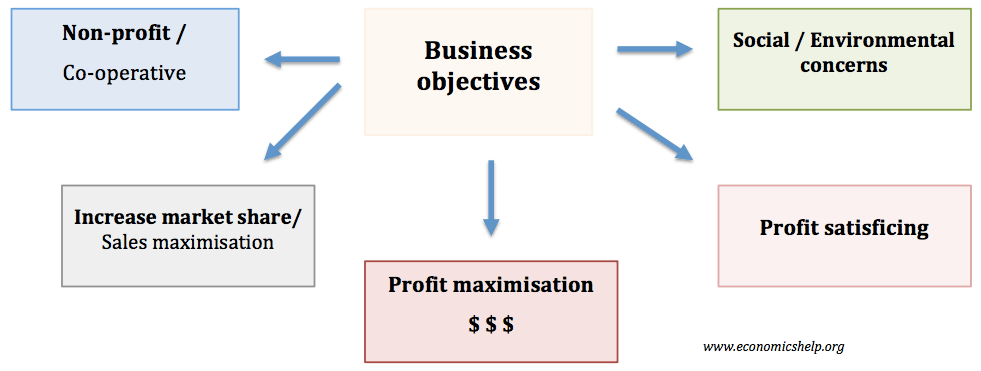 Non-profit /
Co-operative
Business
objectives
Social / Environmental
concerns
Increase market share/
Sales maximisation
Profit satisficing
Profit maximisation
$ $ $
www.economicshelp.org